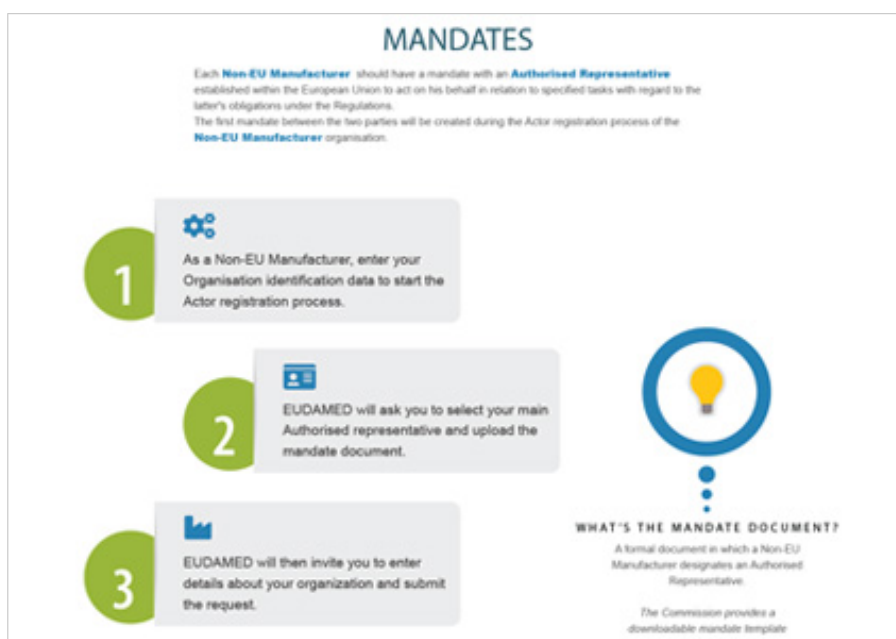 MANDATES
Each Non-EU Manufacturer should have a mandate with an Authorised Representative
established within the European Union to act on his behalf in relation to specified tasks with regard to the
latter's obligations under the Regulations.
The first mandate between the two parties will be created during the Actor registration process of the
Non-EU Manufacturer organisation.
1
As a Non-EU Manufacturer, enter your
Organisation identification data to start the
Actor registration process.
2
EUDAMED will ask you to select your main
Authorised representative and upload the
mandate document.
3
EUDAMED will then invite you to enter
details about your organization and submit
the request.
WHAT'S THE MANDATE DOCUMENT?
A formal document in which a Non-EU
Manufacturer designates an Authorised
Representative.
The Commission provides a
downloadable mandate template